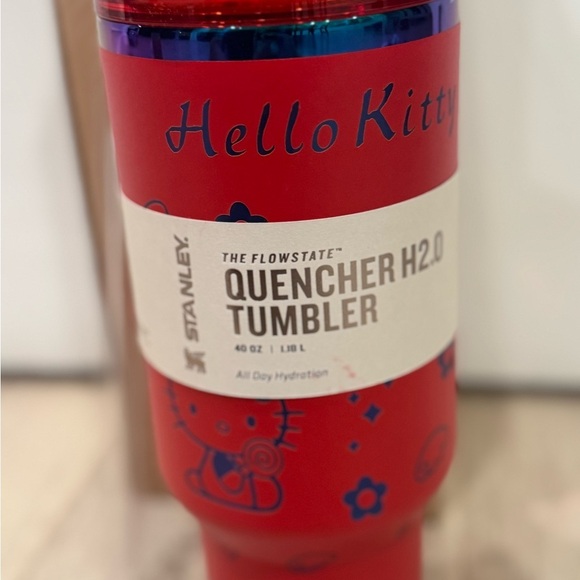 Hello Kitty
STANLEY.
THE FLOWSTATE™
QUENCHER H2.0
TUMBLER
40 OZ | 1.18 L
All Day Hydration